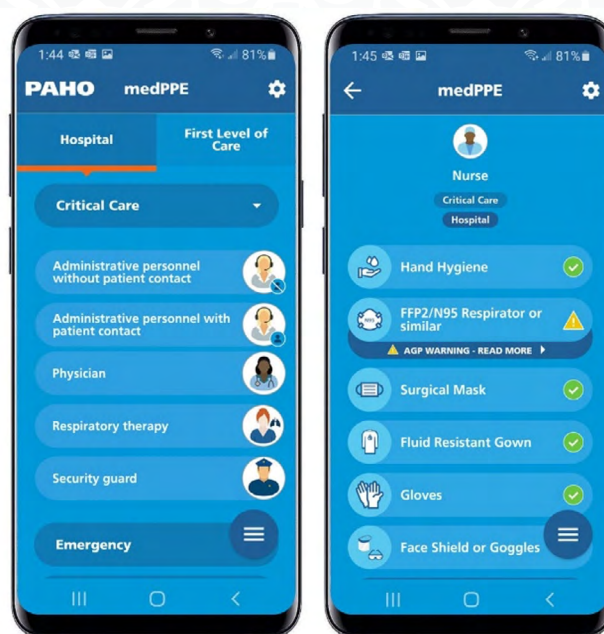 1:44 81%
PAHO medPPE
Hospital
First Level of
Care
Critical Care
Administrative personnel
without patient contact
Administrative personnel with
patient contact
Physician
Respiratory therapy
Security guard
Emergency
1:45 81%
medPPE
Nurse
Critical Care
Hospital
Hand Hygiene
N95
FFP2/N95 Respirator or
similar
AGP WARNING - READ MORE
Surgical Mask
Fluid Resistant Gown
Gloves
Face Shield or Goggles